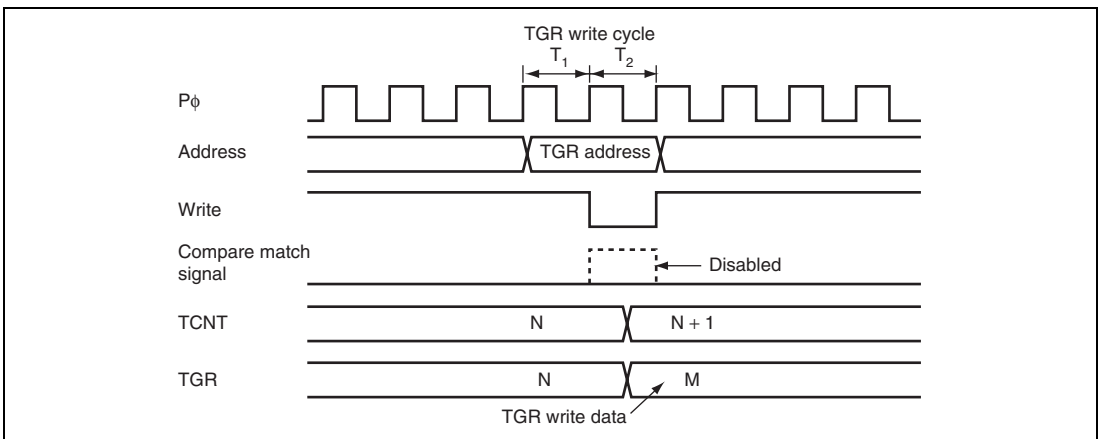 TGR write cycle
T₁ T₂
Pϕ
Address
TGR address
Write
Compare match
signal
Disabled
TCNT
N
N + 1
TGR
N
M
TGR write data